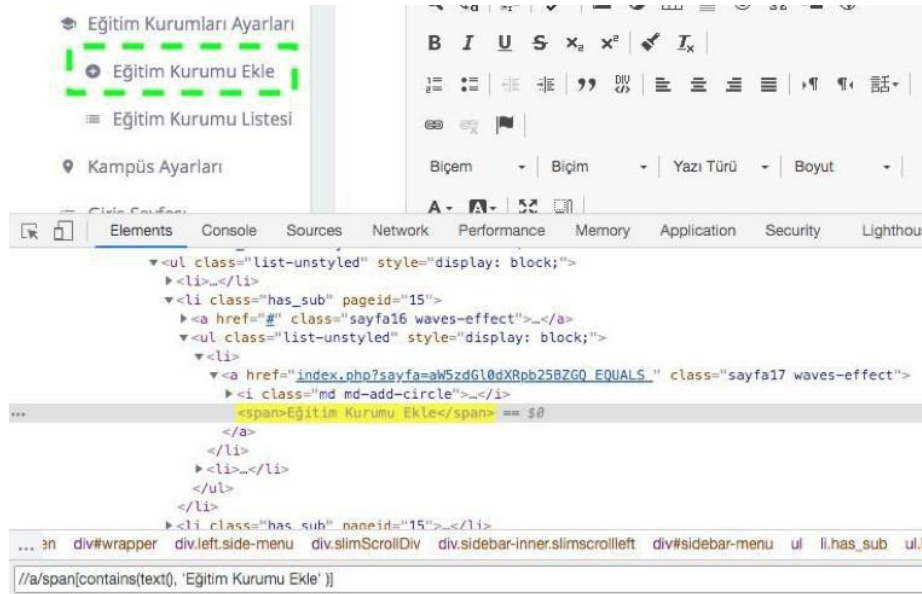 Eğitim Kurumları Ayarları
Eğitim Kurumu Ekle
Eğitim Kurumu Listesi
Kampüs Ayarları
B I U S x₂ x² Iₓ
DIV
Biçem Biçim Yazı Türü Boyut
Elements Console Sources Network Performance Memory Application Security Lighthou
▼<ul class="list-unstyled" style="display: block;">
▶<li>…</li>
▼<li class="has_sub" pageid="15">
▶<a href="#" class="sayfa16 waves-effect">…</a>
▼<ul class="list-unstyled" style="display: block;">
▼<li>
▼<a href="index.php?sayfa=aW5zdGl0dXRpb25BZGQ_EQUALS_" class="sayfa17 waves-effect">
▶<i class="md md-add-circle">…</i>
... <span>Eğitim Kurumu Ekle</span> == $0
</a>
</li>
▶<li>…</li>
</ul>
</li>
▶<li class="has_sub" pageid="15">…</li>
... en div#wrapper div.left.side-menu div.slimScrollDiv div.sidebar-inner.slimscrollleft div#sidebar-menu ul li.has_sub ul.
//a/span[contains(text(), 'Eğitim Kurumu Ekle' )]